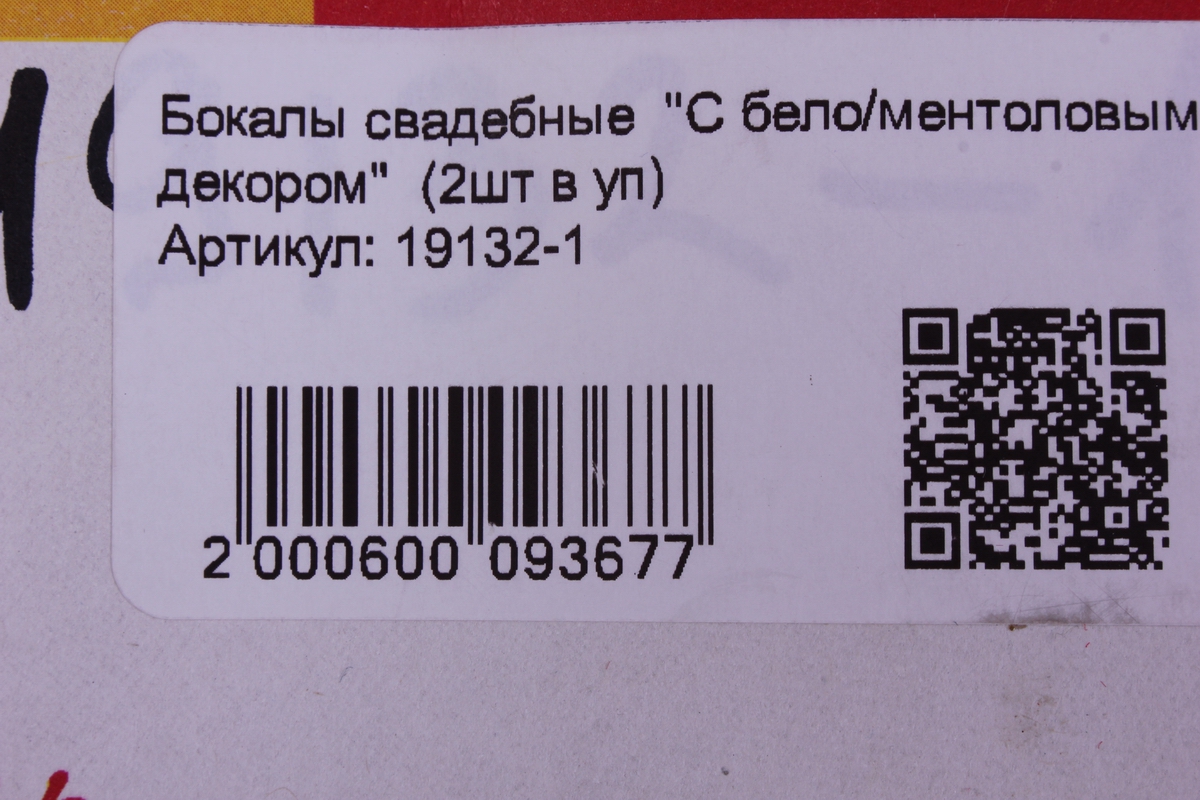 Бокалы свадебные "С бело/ментоловым
декором" (2шт в уп)
Артикул: 19132-1
2 000600 093677